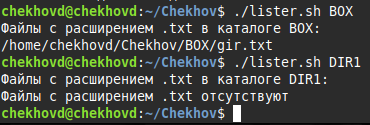 chekhovd@chekhovd:~/Chekhov$ ./lister.sh BOX
Файлы с расширением .txt в каталоге BOX:
/home/chekhovd/Chekhov/BOX/gir.txt
chekhovd@chekhovd:~/Chekhov$ ./lister.sh DIR1
Файлы с расширением .txt в каталоге DIR1:
Файлы с расширением .txt отсутствуют
chekhovd@chekhovd:~/Chekhov$